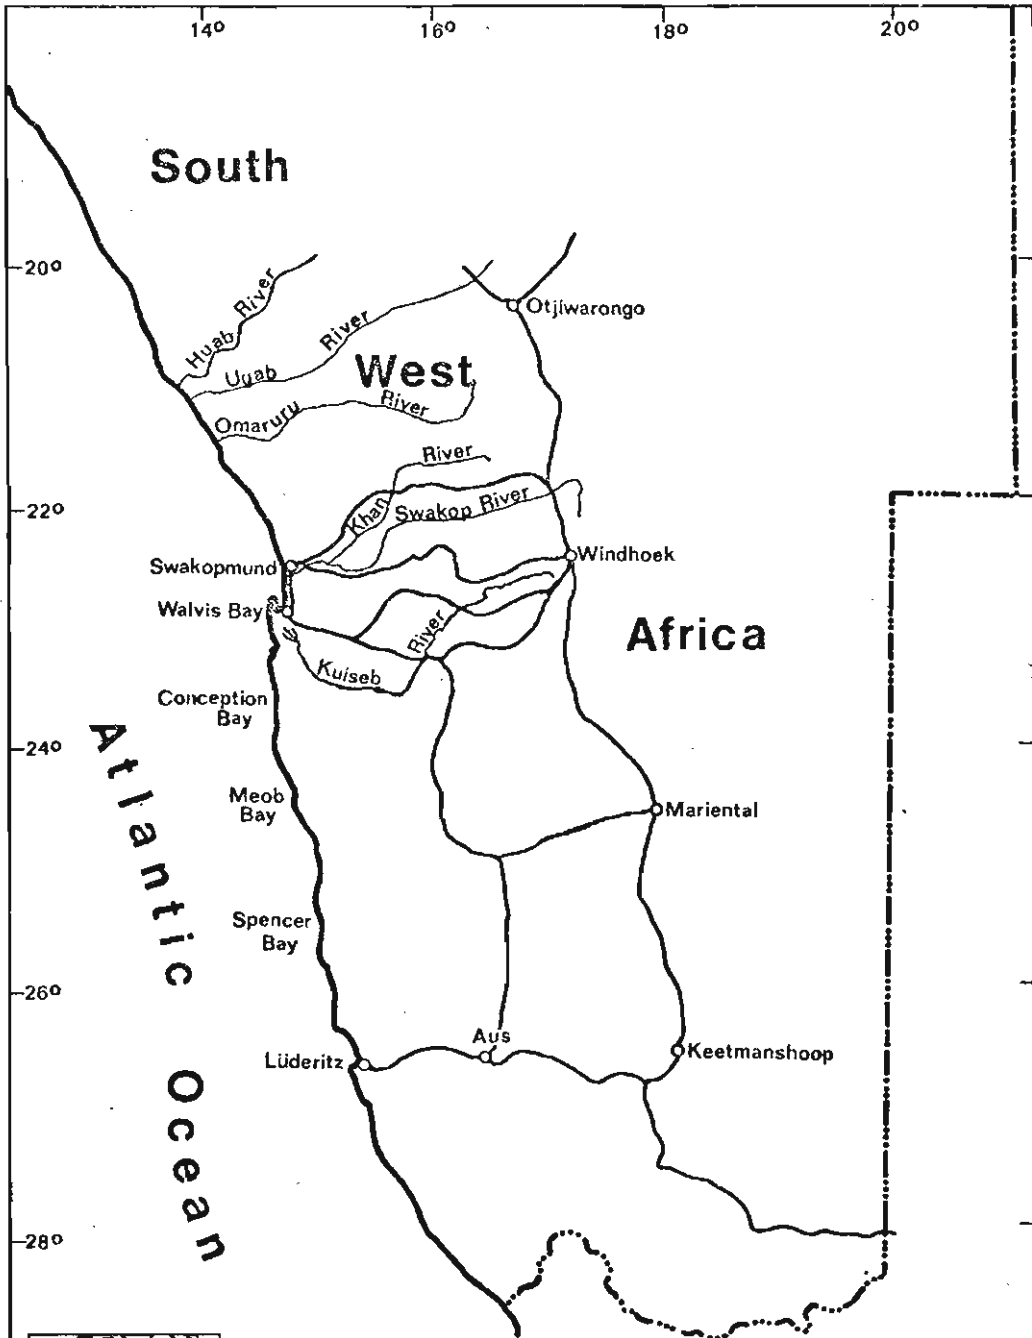 14°
16°
18°
20°
South
20°
Huab River
Ugab River
Otjiwarongo
West
Omaruru River
Khan River
Swakop River
22°
Swakopmund
Windhoek
Walvis Bay
Africa
Kuiseb River
Conception
Bay
24°
Atlantic Ocean
Meob
Bay
Mariental
Spencer
Bay
26°
Aus
Lüderitz
Keetmanshoop
28°